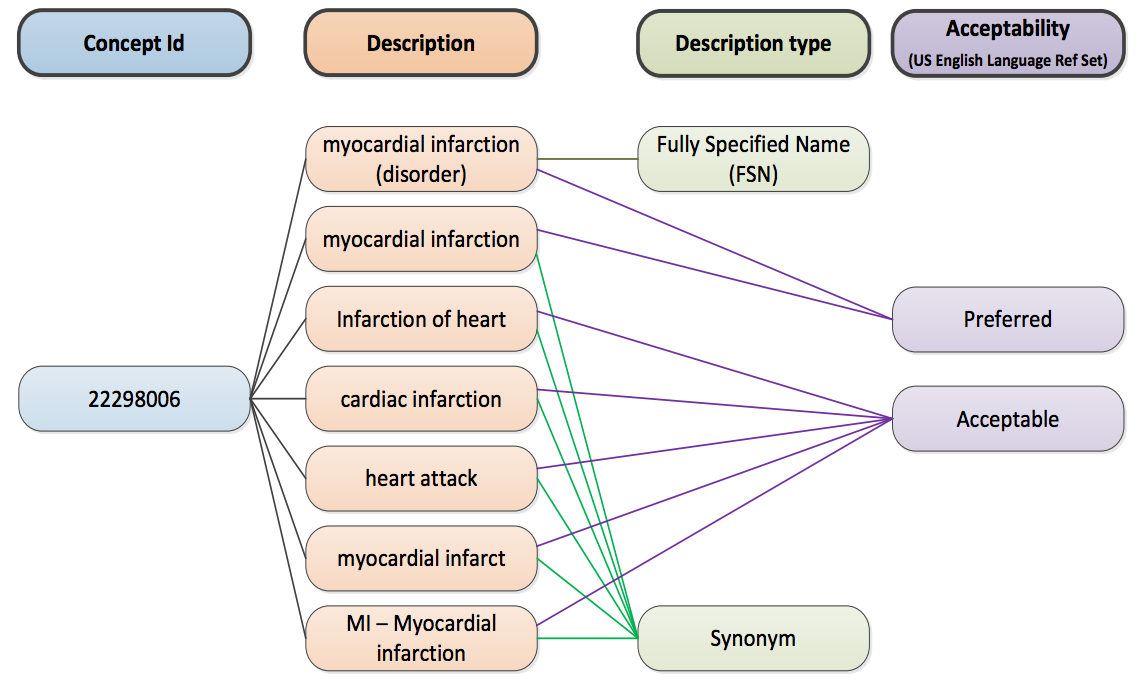 Concept Id
Description
Description type
Acceptability
(US English Language Ref Set)
myocardial infarction
(disorder)
Fully Specified Name
(FSN)
myocardial infarction
Infarction of heart
Preferred
22298006
cardiac infarction
Acceptable
heart attack
myocardial infarct
MI – Myocardial
infarction
Synonym